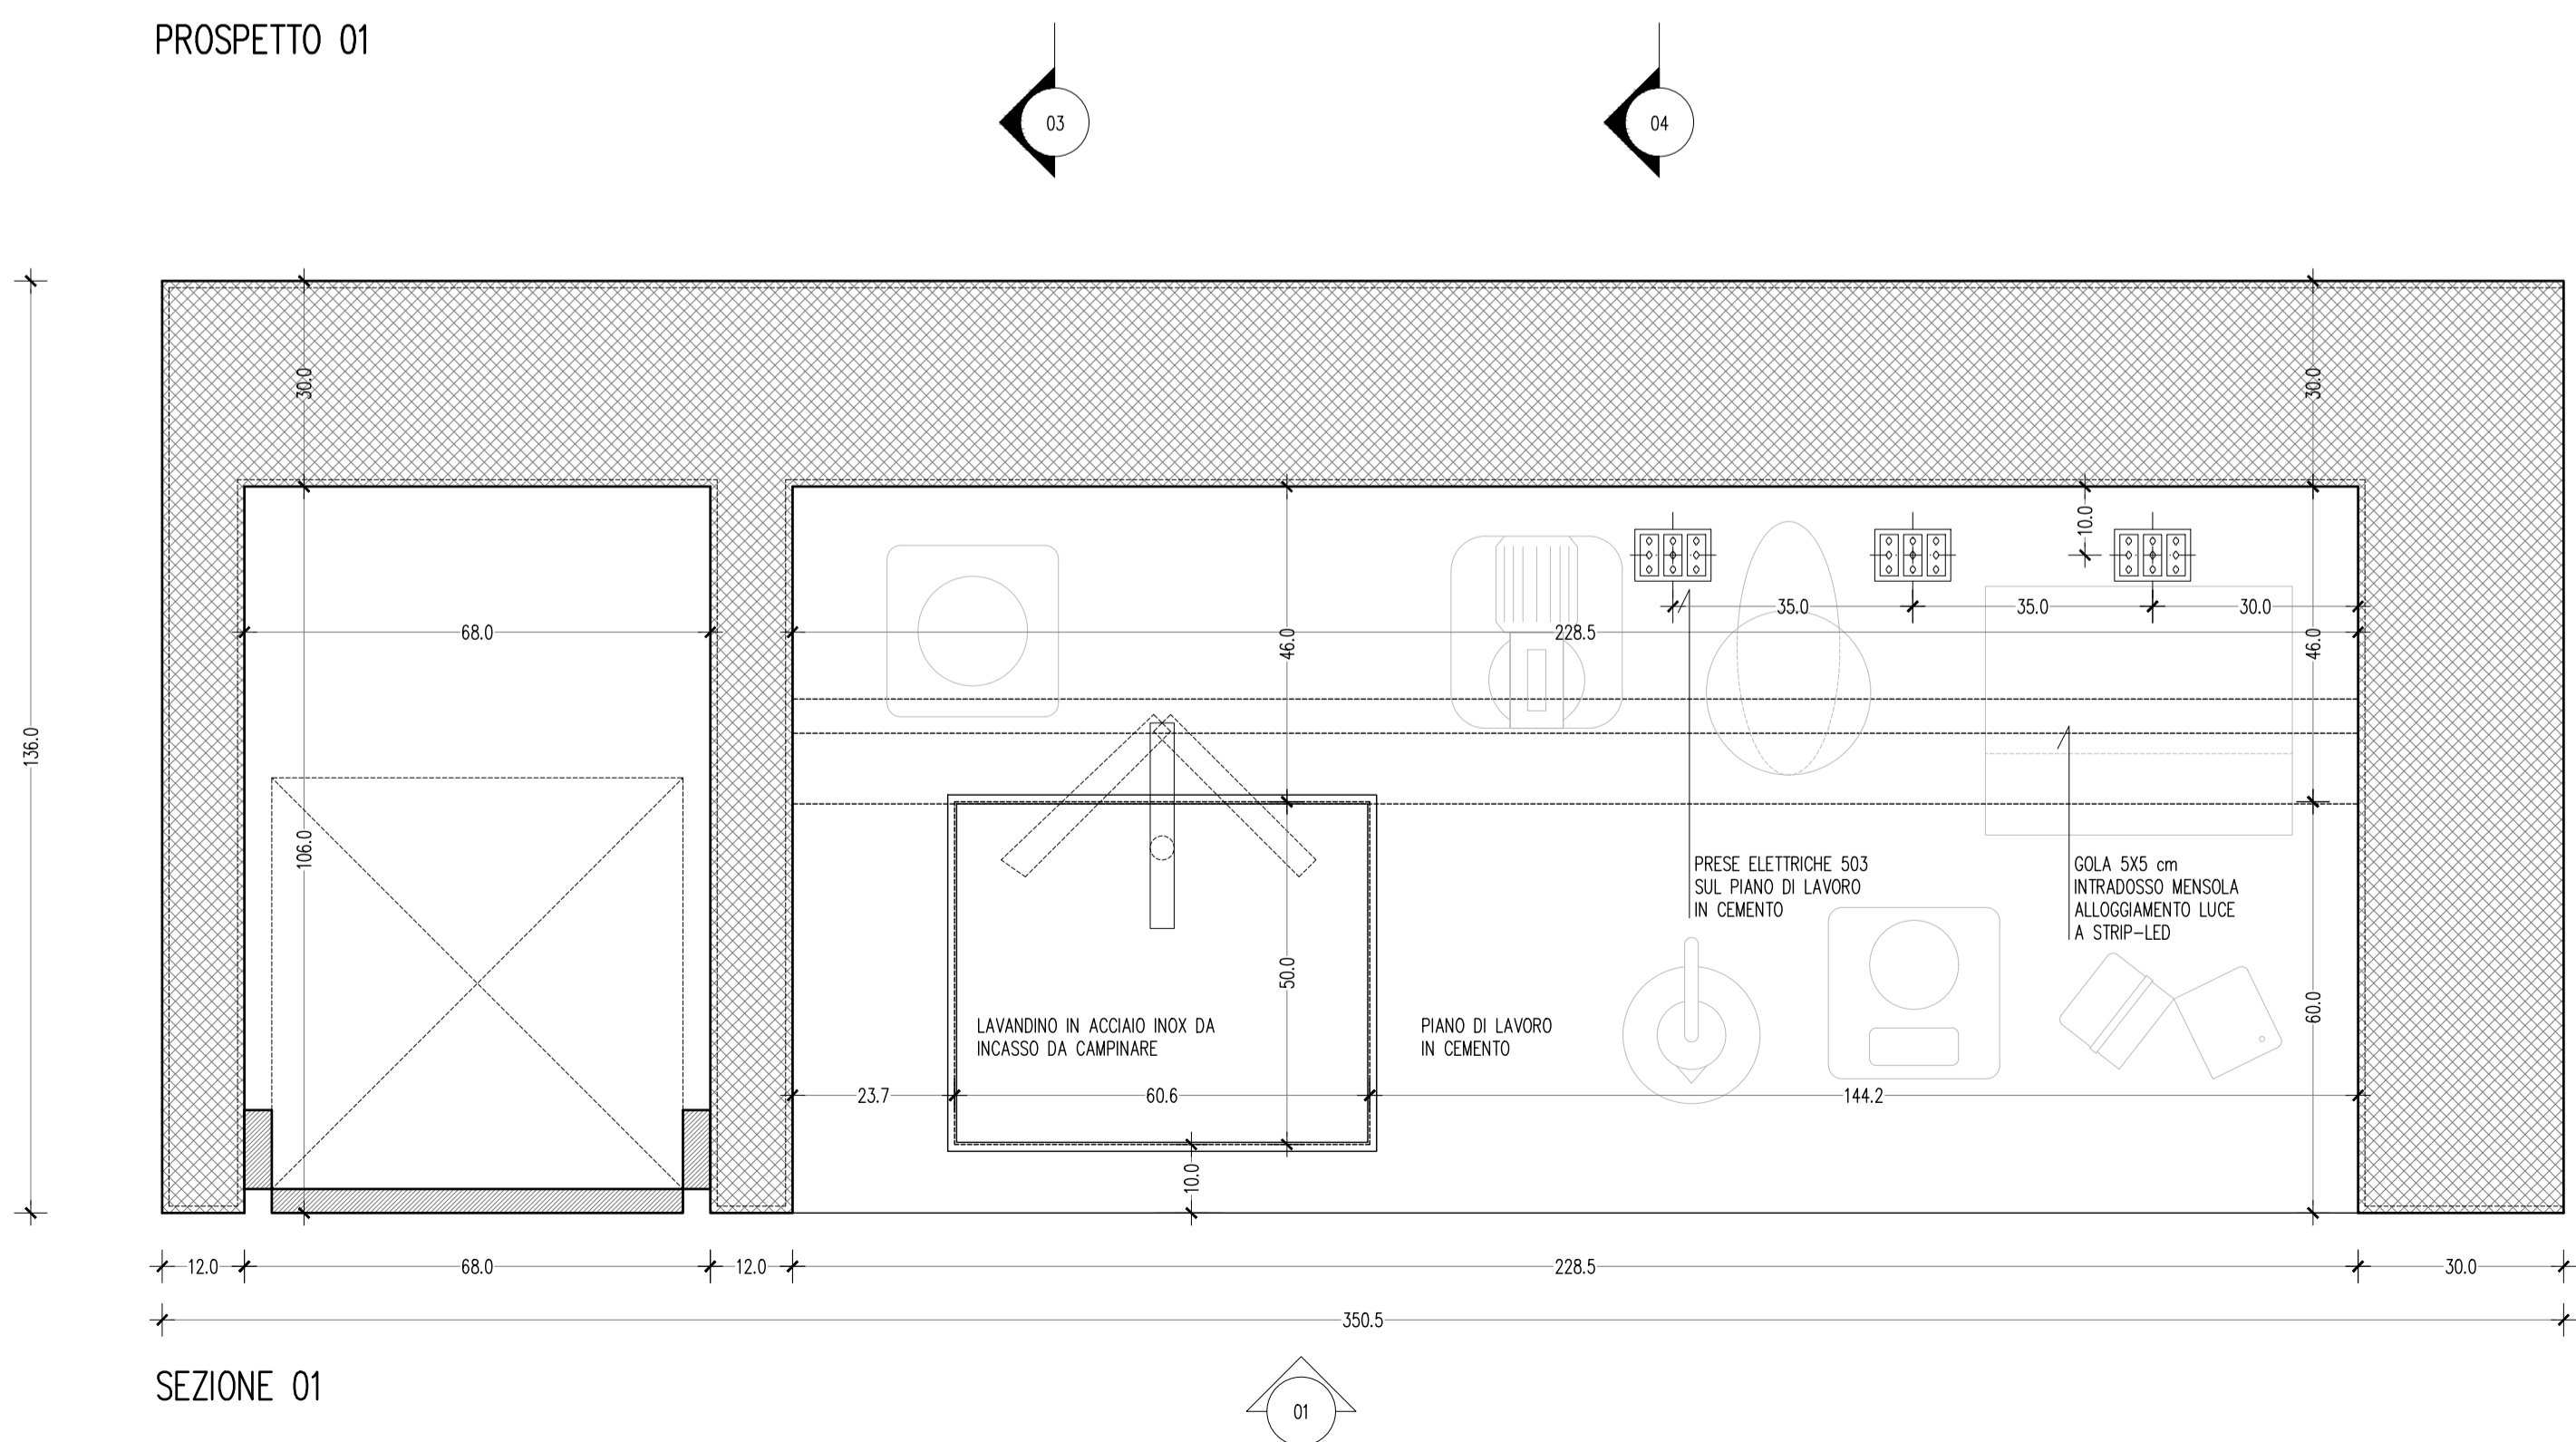 PROSPETTO 01
03
04
30.0
30.0
10.0
35.0
35.0
30.0
68.0
228.5
46.0
46.0
136.0
106.0
PRESE ELETTRICHE 503
SUL PIANO DI LAVORO
IN CEMENTO
GOLA 5X5 cm
INTRADOSSO MENSOLA
ALLOGGIAMENTO LUCE
A STRIP-LED
50.0
60.0
LAVANDINO IN ACCIAIO INOX DA
INCASSO DA CAMPINARE
PIANO DI LAVORO
IN CEMENTO
23.7
60.6
144.2
10.0
12.0
68.0
12.0
228.5
30.0
350.5
SEZIONE 01
01